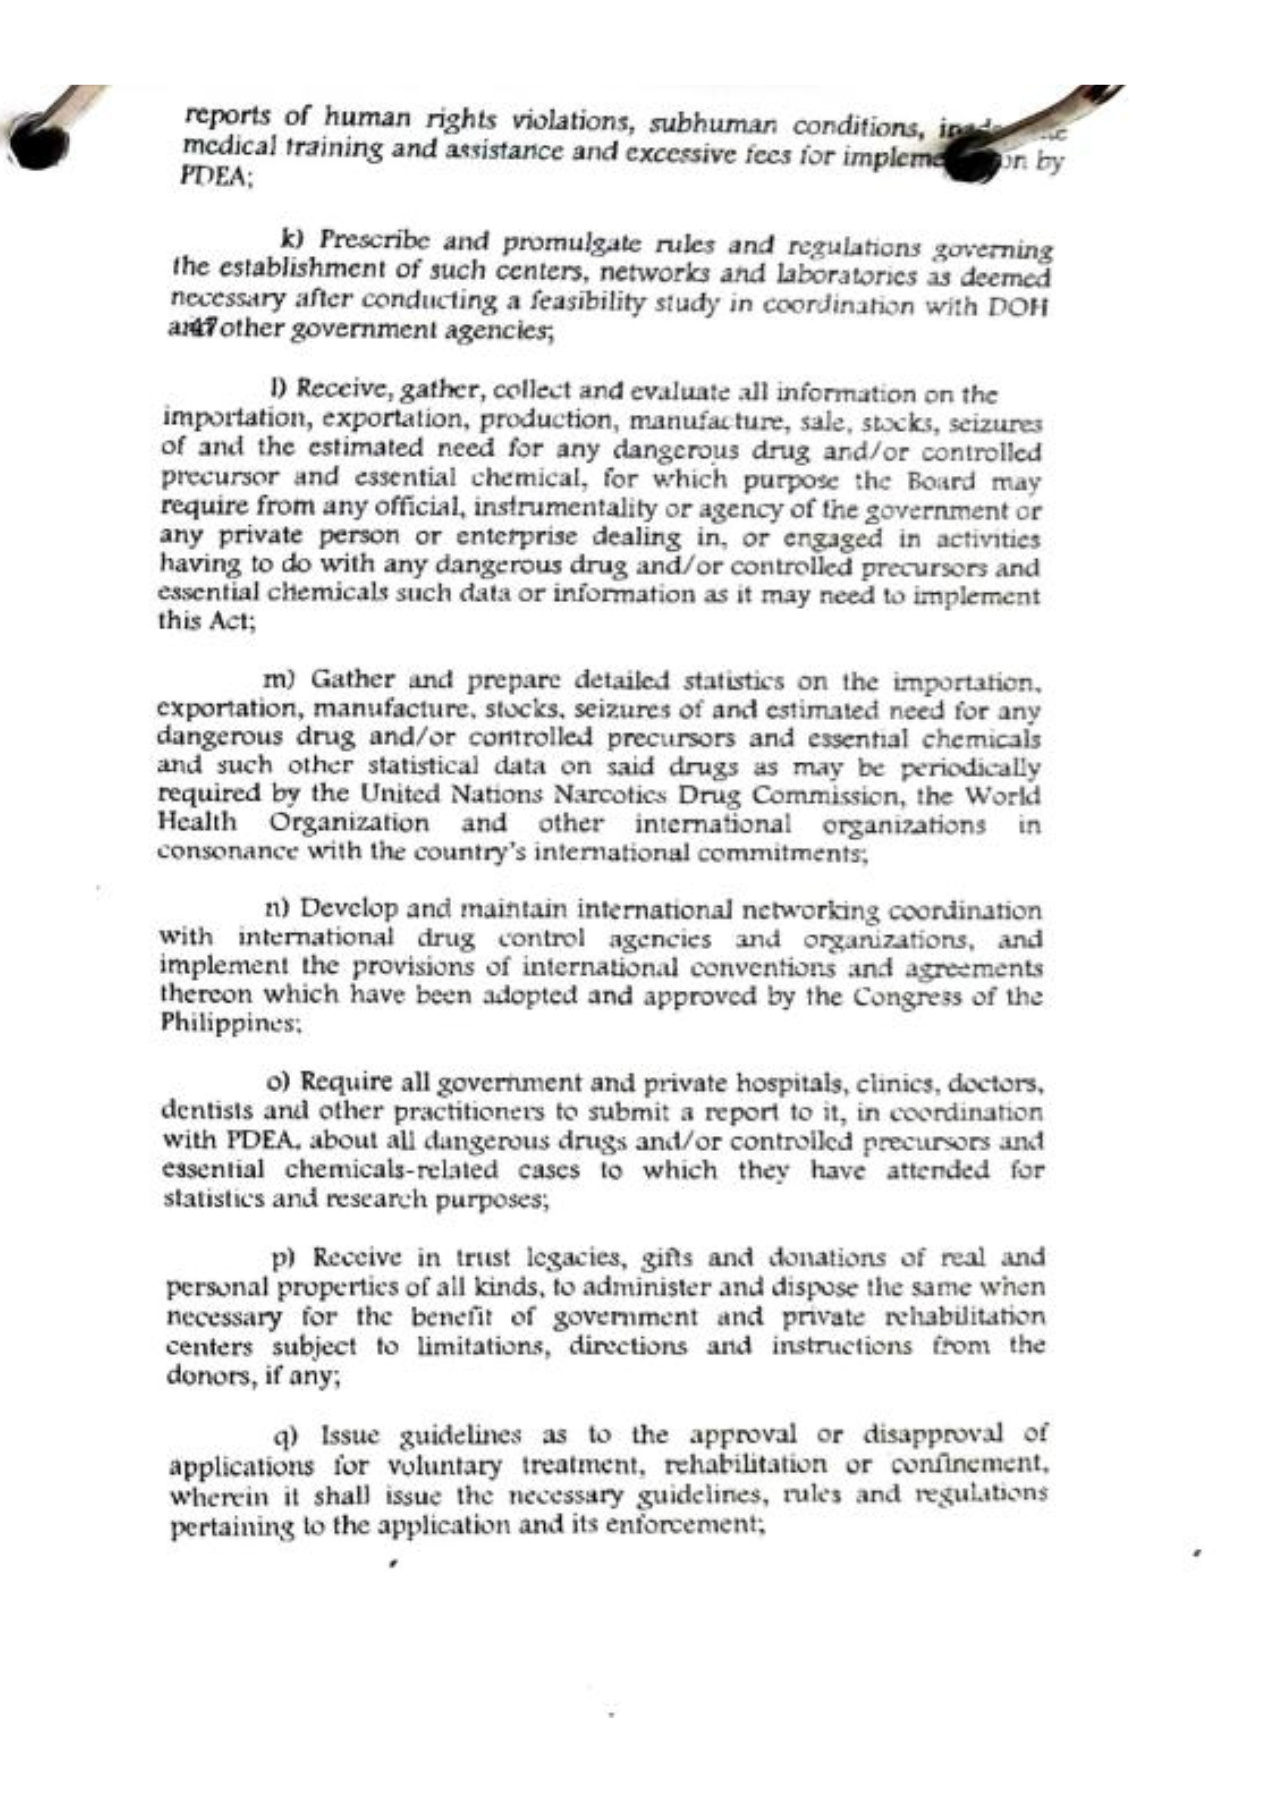 reports of human rights violations, subhuman conditions,
medical training and assistance and excessive fees for by
PDEA;
k) Prescribe and promulgate rules and regulations governing
the establishment of such centers, networks and laboratories as deemed
necessary after conducting a feasibility study in coordination with DOH
47 other government agencies;
l) Receive, gather, collect and evaluate all information on the
importation, exportation, production, manufacture, sale, stocks, seizures
of and the estimated need for any dangerous drug and/or controlled
precursor and essential chemical, for which purpose the Board may
require from any official, instrumentality or agency of the government or
any private person or enterprise dealing in, or engaged in activities
having to do with any dangerous drug and/or controlled precursors and
essential chemicals such data or information as it may need to implement
this Act;
m) Gather and prepare detailed statistics on the importation,
exportation, manufacture, stocks, seizures of and estimated need for any
dangerous drug and/or controlled precursors and essential chemicals
and such other statistical data on said drugs as may be periodically
required by the United Nations Narcotics Drug Commission, the World
Health Organization and other international organizations in
consonance with the country's international commitments;
n) Develop and maintain international networking coordination
with international drug control agencies and organizations, and
implement the provisions of international conventions and agreements
thereon which have been adopted and approved by the Congress of the
Philippines;
o) Require all government and private hospitals, clinics, doctors,
dentists and other practitioners to submit a report to it, in coordination
with PDEA, about all dangerous drugs and/or controlled precursors and
essential chemicals-related cases to which they have attended for
statistics and research purposes;
p) Receive in trust legacies, gifts and donations of real and
personal properties of all kinds, to administer and dispose the same when
necessary for the benefit of government and private rehabilitation
centers subject to limitations, directions and instructions from the
donors, if any;
q) Issue guidelines as to the approval or disapproval of
applications for voluntary treatment, rehabilitation or confinement,
wherein it shall issue the necessary guidelines, rules and regulations
pertaining to the application and its enforcement;